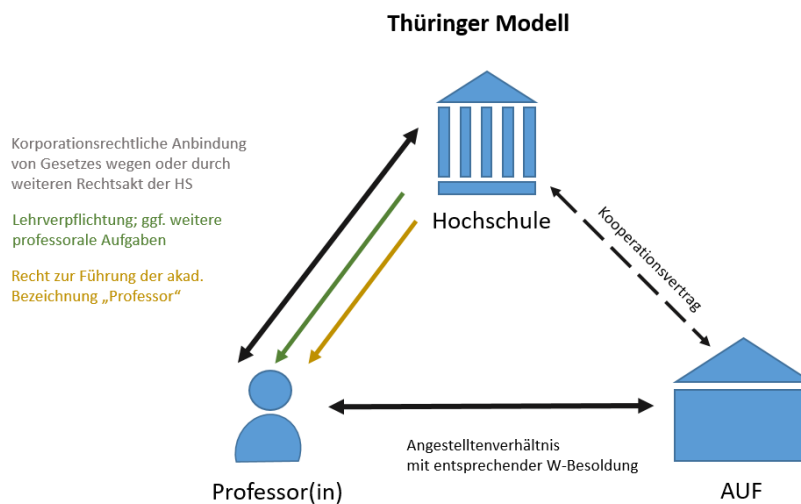 Thüringer Modell
Korporationsrechtliche Anbindung
von Gesetzes wegen oder durch
weiteren Rechtsakt der HS
Lehrverpflichtung; ggf. weitere
professorale Aufgaben
Recht zur Führung der akad.
Bezeichnung „Professor“
Hochschule
Kooperationsvertrag
Angestelltenverhältnis
mit entsprechender W-Besoldung
Professor(in)
AUF